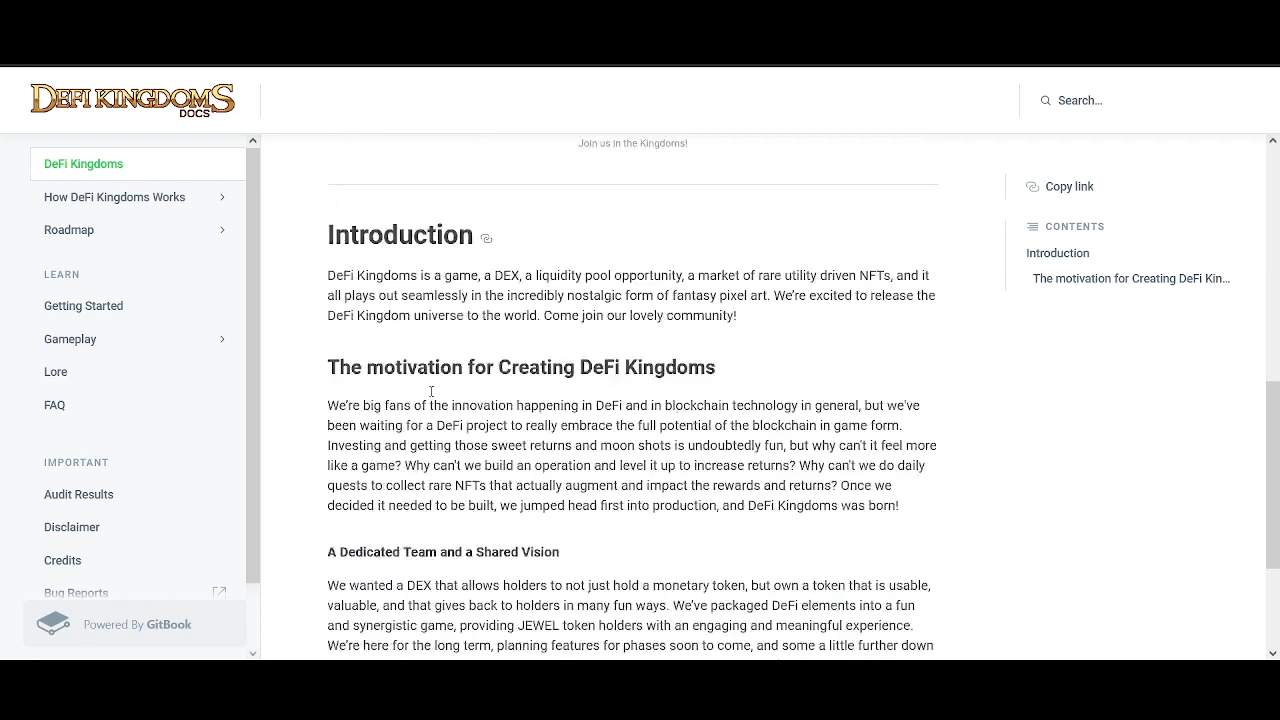 DEFI KINGDOMS
DOCS
Search...
DeFi Kingdoms
How DeFi Kingdoms Works
Roadmap
LEARN
Getting Started
Gameplay
Lore
FAQ
IMPORTANT
Audit Results
Disclaimer
Credits
Bug Reports
Powered By GitBook
Join us in the Kingdoms!
Introduction
DeFi Kingdoms is a game, a DEX, a liquidity pool opportunity, a market of rare utility driven NFTs, and it
all plays out seamlessly in the incredibly nostalgic form of fantasy pixel art. We're excited to release the
DeFi Kingdom universe to the world. Come join our lovely community!
The motivation for Creating DeFi Kingdoms
We're big fans of the innovation happening in DeFi and in blockchain technology in general, but we've
been waiting for a DeFi project to really embrace the full potential of the blockchain in game form.
Investing and getting those sweet returns and moon shots is undoubtedly fun, but why can't it feel more
like a game? Why can't we build an operation and level it up to increase returns? Why can't we do daily
quests to collect rare NFTs that actually augment and impact the rewards and returns? Once we
decided it needed to be built, we jumped head first into production, and DeFi Kingdoms was born!
A Dedicated Team and a Shared Vision
We wanted a DEX that allows holders to not just hold a monetary token, but own a token that is usable,
valuable, and that gives back to holders in many fun ways. We've packaged DeFi elements into a fun
and synergistic game, providing JEWEL token holders with an engaging and meaningful experience.
We're here for the long term, planning features for phases soon to come, and some a little further down
Copy link
CONTENTS
Introduction
The motivation for Creating DeFi Kin...